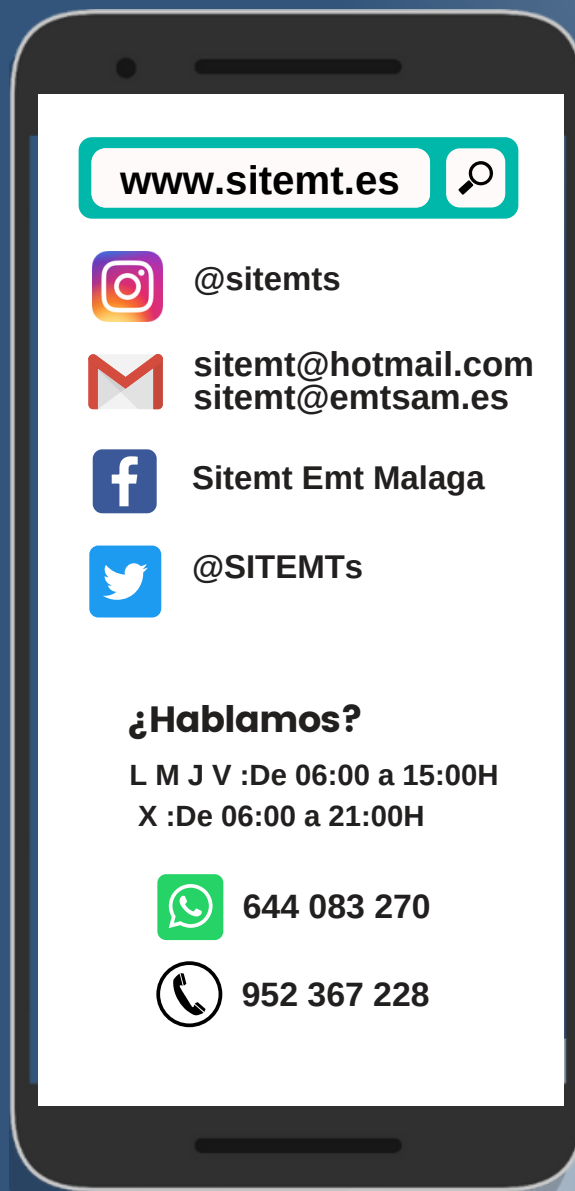 www.sitemt.es
@sitemts
sitemt@hotmail.com
sitemt@emtsam.es
Sitemt Emt Malaga
@SITEMTs
¿Hablamos?
L M J V :De 06:00 a 15:00H
X :De 06:00 a 21:00H
644 083 270
952 367 228